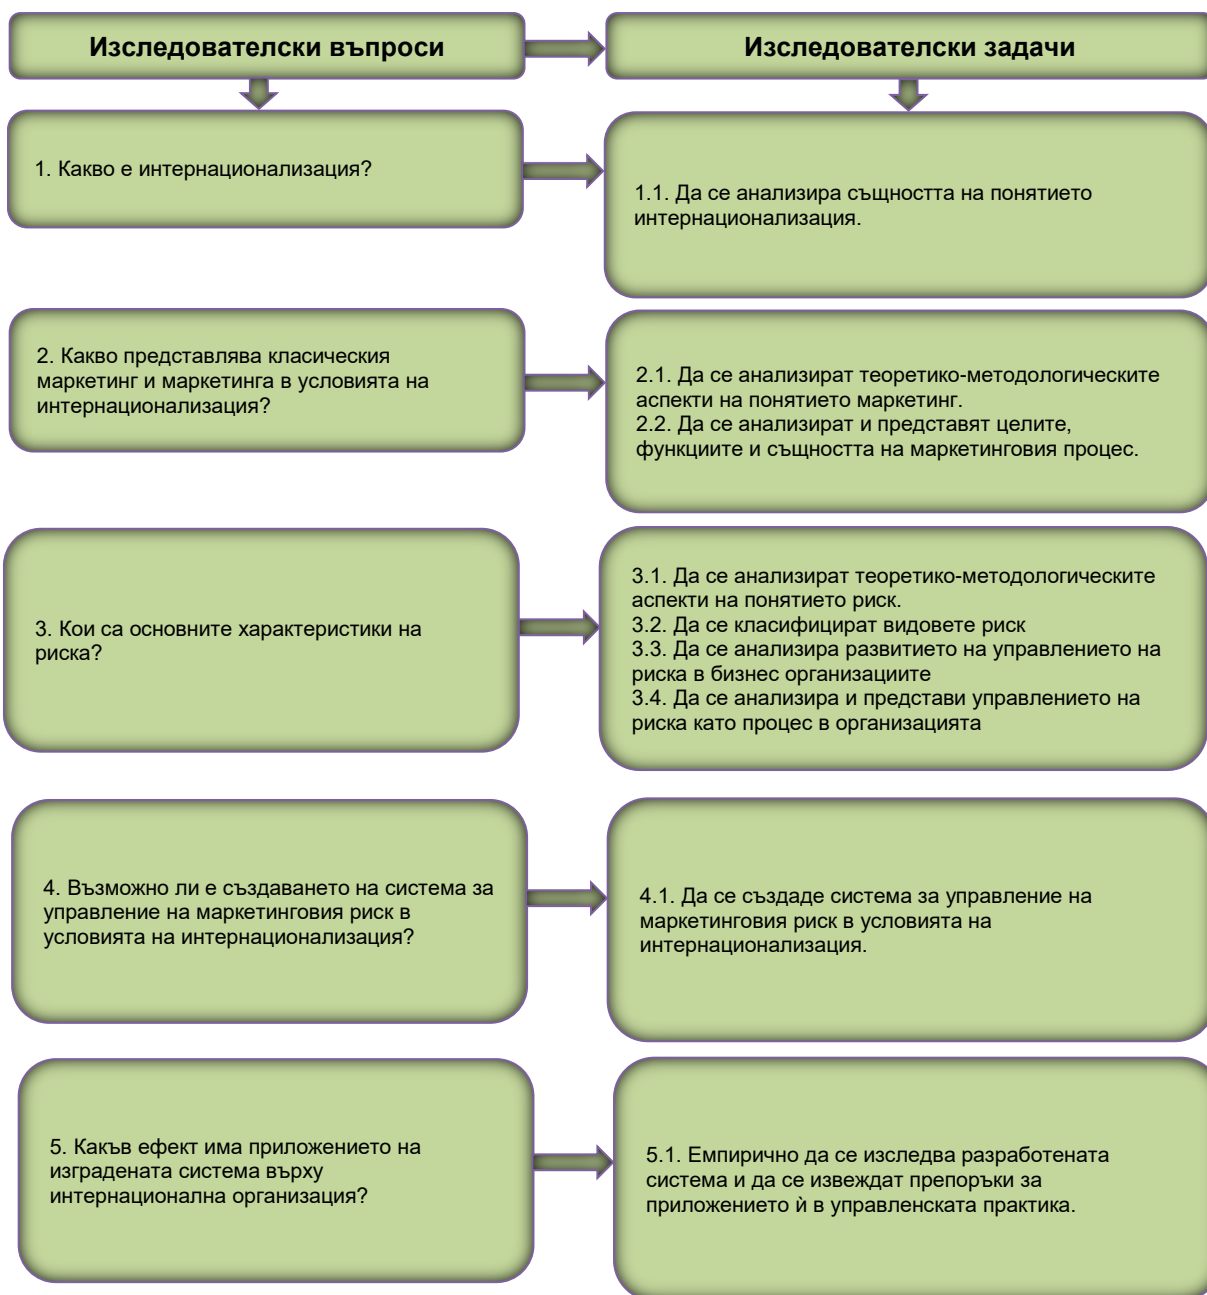 Изследователски въпроси
Изследователски задачи
1. Какво е интернационализация?
1.1. Да се анализира същността на понятието
интернационализация.
2. Какво представлява класическия
маркетинг и маркетинга в условията на
интернационализация?
2.1. Да се анализират теоретико-методологическите
аспекти на понятието маркетинг.
2.2. Да се анализират и представят целите,
функциите и същността на маркетинговия процес.
3. Кои са основните характеристики на
риска?
3.1. Да се анализират теоретико-методологическите
аспекти на понятието риск.
3.2. Да се класифицират видовете риск
3.3. Да се анализира развитието на управлението на
риска в бизнес организациите
3.4. Да се анализира и представи управлението на
риска като процес в организацията
4. Възможно ли е създаването на система за
управление на маркетинговия риск в
условията на интернационализация?
4.1. Да се създаде система за управление на
маркетинговия риск в условията на
интернационализация.
5. Какъв ефект има приложението на
изградената система върху
интернационална организация?
5.1. Емпирично да се изследва разработената
система и да се извеждат препоръки за
приложението ѝ в управленската практика.